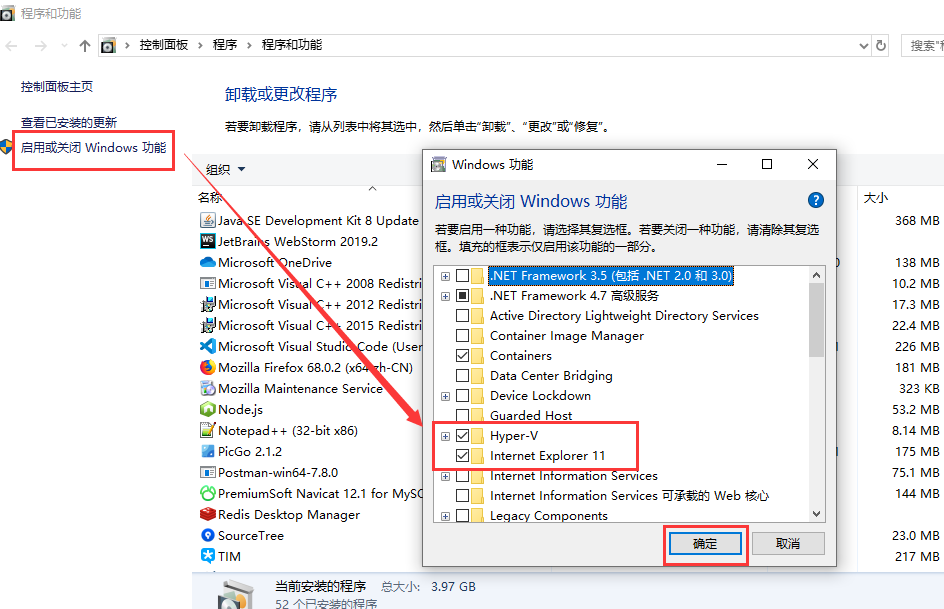 程序和功能
控制面板 程序 程序和功能
搜索"程
控制面板主页
查看已安装的更新
启用或关闭 Windows 功能
卸载或更改程序
若要卸载程序，请从列表中将其选中，然后单击“卸载”、“更改”或“修复”。
组织
名称
大小
Java SE Development Kit 8 Update
368 MB
JetBrains WebStorm 2019.2
Microsoft OneDrive
138 MB
Microsoft Visual C++ 2008 Redistri
10.2 MB
Microsoft Visual C++ 2012 Redistri
17.3 MB
Microsoft Visual C++ 2015 Redistri
22.4 MB
Microsoft Visual Studio Code (User
226 MB
Mozilla Firefox 68.0.2 (x64 zh-CN)
181 MB
Mozilla Maintenance Service
323 KB
Node.js
53.2 MB
Notepad++ (32-bit x86)
8.14 MB
PicGo 2.1.2
175 MB
Postman-win64-7.8.0
75.1 MB
PremiumSoft Navicat 12.1 for MySQ
144 MB
Redis Desktop Manager
SourceTree
23.0 MB
TIM
217 MB
当前安装的程序 总大小: 3.97 GB
52 个已安装的程序
Windows 功能
启用或关闭 Windows 功能
若要启用一种功能，请选择其复选框。若要关闭一种功能，请清除其复选
框。填充的框表示仅启用该功能的一部分。
.NET Framework 3.5 (包括 .NET 2.0 和 3.0)
.NET Framework 4.7 高级服务
Active Directory Lightweight Directory Services
Container Image Manager
Containers
Data Center Bridging
Device Lockdown
Guarded Host
Hyper-V
Internet Explorer 11
Internet Information Services
Internet Information Services 可承载的 Web 核心
Legacy Components
确定
取消